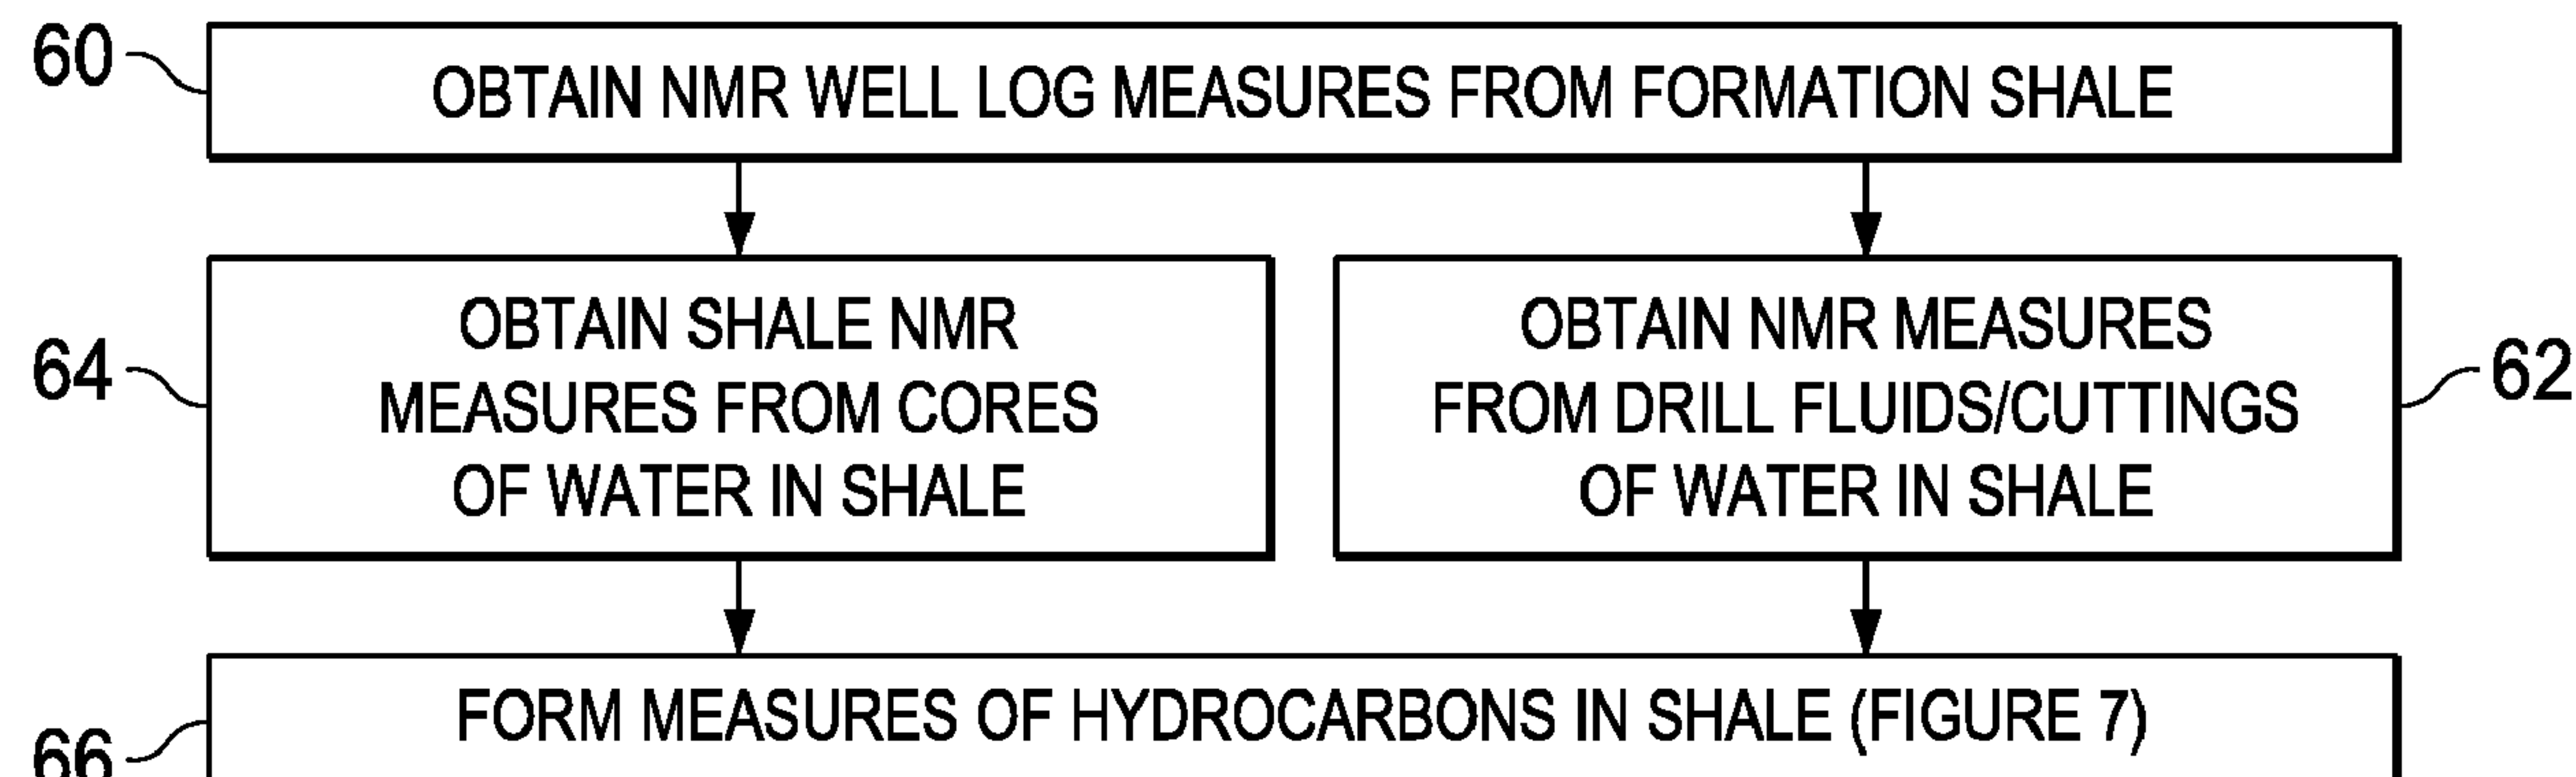 60
OBTAIN NMR WELL LOG MEASURES FROM FORMATION SHALE
64
OBTAIN SHALE NMR
MEASURES FROM CORES
OF WATER IN SHALE
OBTAIN NMR MEASURES
FROM DRILL FLUIDS/CUTTINGS
OF WATER IN SHALE
62
66
FORM MEASURES OF HYDROCARBONS IN SHALE (FIGURE 7)